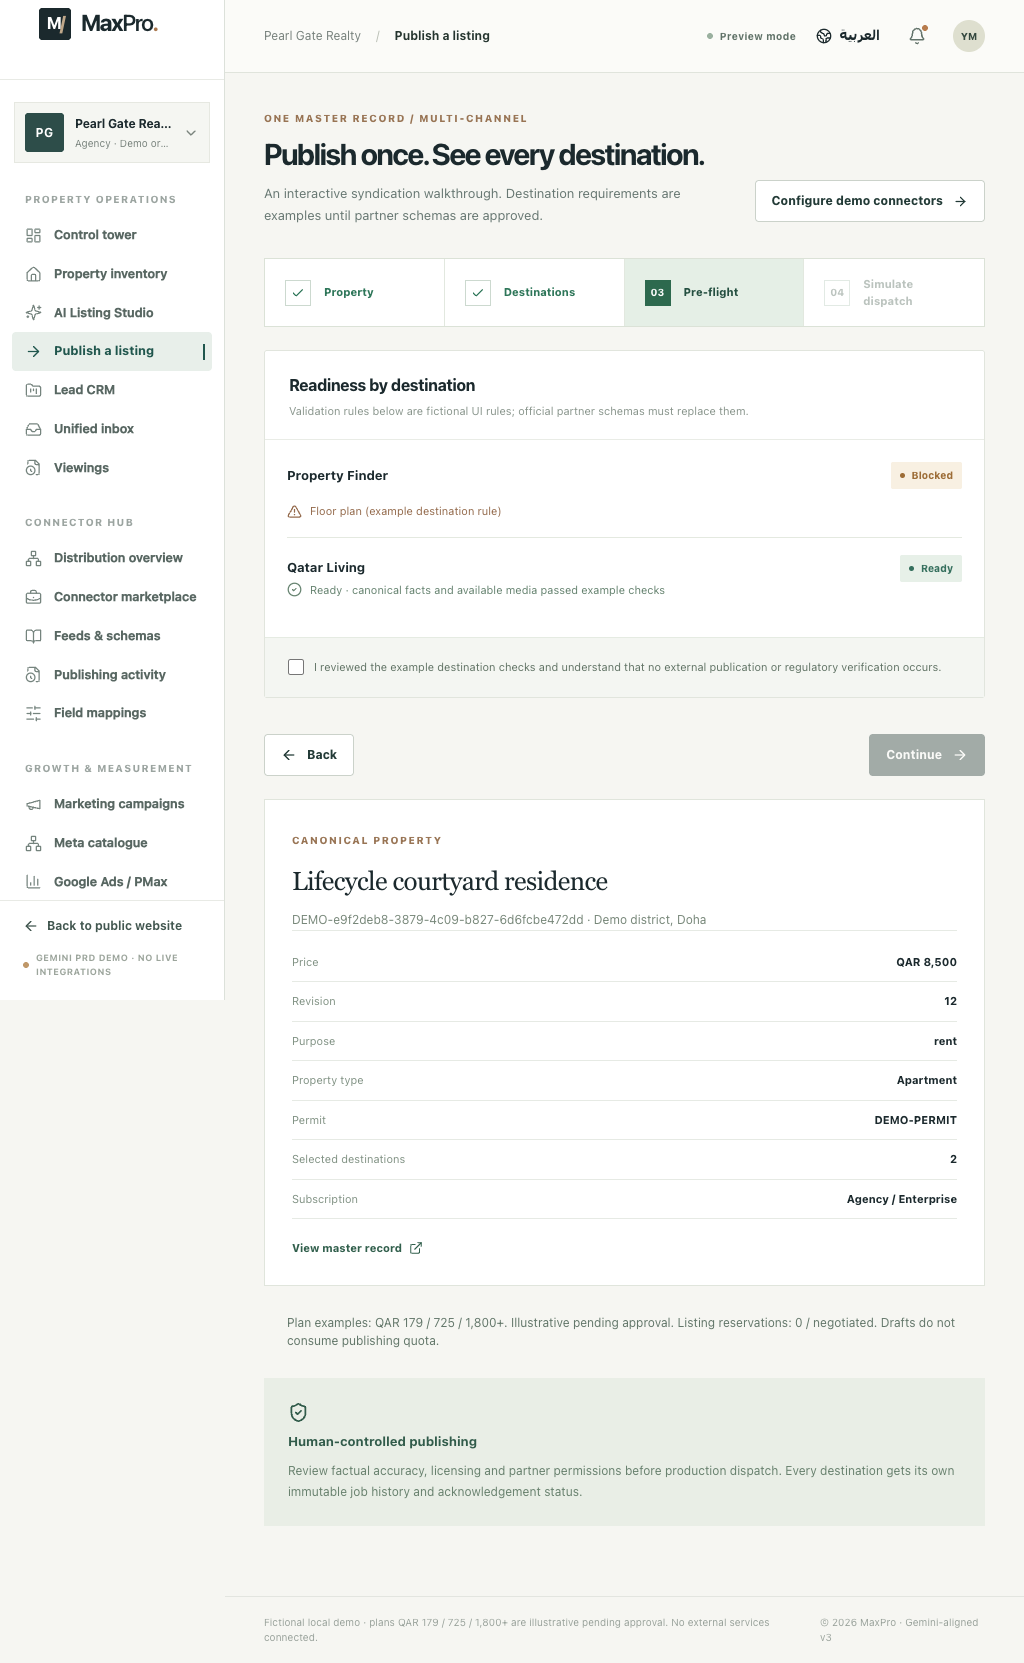 M/ MaxPro.
PG
Pearl Gate Rea...
Agency · Demo or...
PROPERTY OPERATIONS
Control tower
Property inventory
AI Listing Studio
Publish a listing
Lead CRM
Unified inbox
Viewings
CONNECTOR HUB
Distribution overview
Connector marketplace
Feeds & schemas
Publishing activity
Field mappings
GROWTH & MEASUREMENT
Marketing campaigns
Meta catalogue
Google Ads / PMax
Back to public website
GEMINI PRD DEMO · NO LIVE
INTEGRATIONS
Pearl Gate Realty / Publish a listing
Preview mode
العربية
YM
ONE MASTER RECORD / MULTI-CHANNEL
Publish once. See every destination.
An interactive syndication walkthrough. Destination requirements are
examples until partner schemas are approved.
Configure demo connectors
Property
Destinations
03 Pre-flight
04 Simulate
dispatch
Readiness by destination
Validation rules below are fictional UI rules; official partner schemas must replace them.
Property Finder
Blocked
Floor plan (example destination rule)
Qatar Living
Ready
Ready · canonical facts and available media passed example checks
I reviewed the example destination checks and understand that no external publication or regulatory verification occurs.
Back
Continue
CANONICAL PROPERTY
Lifecycle courtyard residence
DEMO-e9f2deb8-3879-4c09-b827-6d6fcbe472dd · Demo district, Doha
Price QAR 8,500
Revision 12
Purpose rent
Property type Apartment
Permit DEMO-PERMIT
Selected destinations 2
Subscription Agency / Enterprise
View master record
Plan examples: QAR 179 / 725 / 1,800+. Illustrative pending approval. Listing reservations: 0 / negotiated. Drafts do not
consume publishing quota.
Human-controlled publishing
Review factual accuracy, licensing and partner permissions before production dispatch. Every destination gets its own
immutable job history and acknowledgement status.
Fictional local demo · plans QAR 179 / 725 / 1,800+ are illustrative pending approval. No external services
connected.
© 2026 MaxPro · Gemini-aligned
v3